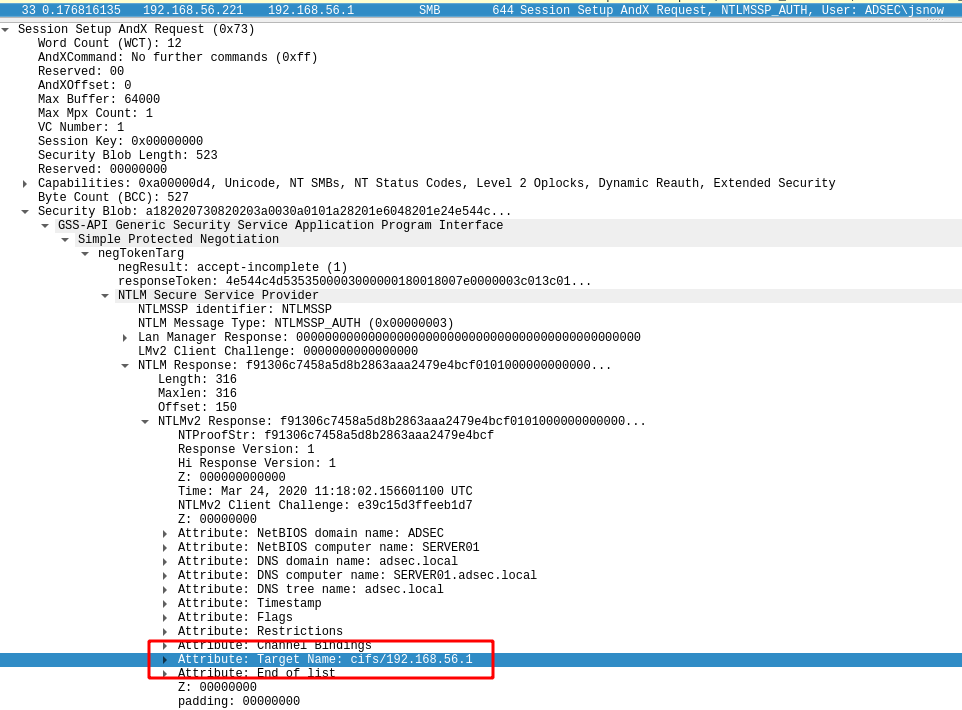 33 0.176816135 192.168.56.221 192.168.56.1 SMB 644 Session Setup AndX Request, NTLMSSP_AUTH, User: ADSEC\jsnow
Session Setup AndX Request (0x73)
Word Count (WCT): 12
AndXCommand: No further commands (0xff)
Reserved: 00
AndXOffset: 0
Max Buffer: 64000
Max Mpx Count: 1
VC Number: 1
Session Key: 0x00000000
Security Blob Length: 523
Reserved: 00000000
Capabilities: 0xa00000d4, Unicode, NT SMBs, NT Status Codes, Level 2 Oplocks, Dynamic Reauth, Extended Security
Byte Count (BCC): 527
Security Blob: a182020730820203a0030a0101a28201e6048201e24e544c...
GSS-API Generic Security Service Application Program Interface
Simple Protected Negotiation
negTokenTarg
negResult: accept-incomplete (1)
responseToken: 4e544c4d5353500003000000180018007e0000003c013c01...
NTLM Secure Service Provider
NTLMSSP identifier: NTLMSSP
NTLM Message Type: NTLMSSP_AUTH (0x00000003)
Lan Manager Response: 000000000000000000000000000000000000000000000000
LMv2 Client Challenge: 0000000000000000
NTLM Response: f91306c7458a5d8b2863aaa2479e4bcf0101000000000000...
Length: 316
Maxlen: 316
Offset: 150
NTLMv2 Response: f91306c7458a5d8b2863aaa2479e4bcf0101000000000000...
NTProofStr: f91306c7458a5d8b2863aaa2479e4bcf
Response Version: 1
Hi Response Version: 1
Z: 000000000000
Time: Mar 24, 2020 11:18:02.156601100 UTC
NTLMv2 Client Challenge: e39c15d3ffeeb1d7
Z: 00000000
Attribute: NetBIOS domain name: ADSEC
Attribute: NetBIOS computer name: SERVER01
Attribute: DNS domain name: adsec.local
Attribute: DNS computer name: SERVER01.adsec.local
Attribute: DNS tree name: adsec.local
Attribute: Timestamp
Attribute: Flags
Attribute: Restrictions
Attribute: Channel Bindings
Attribute: Target Name: cifs/192.168.56.1
Attribute: End of list
Z: 00000000
padding: 00000000